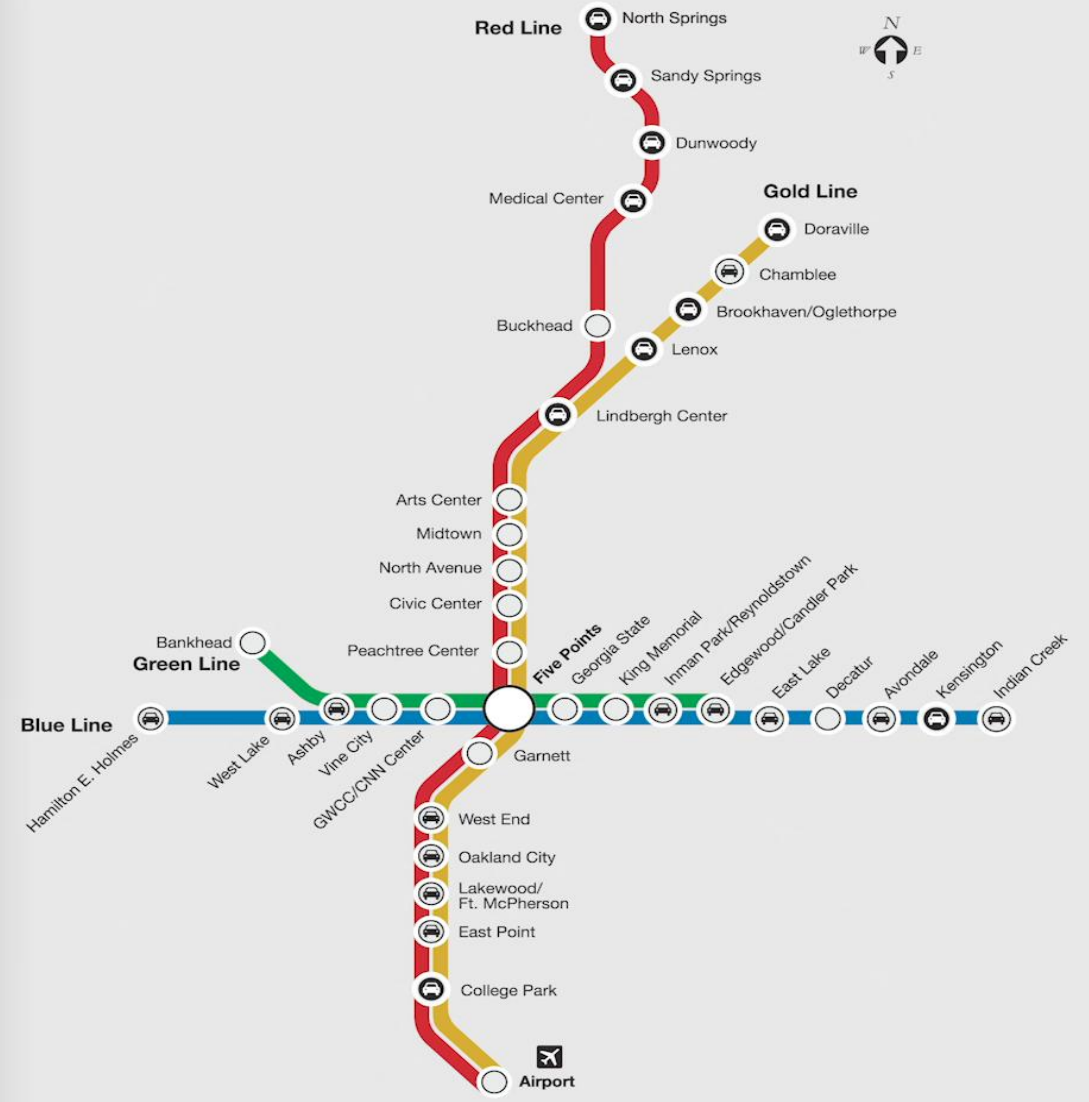 Red Line
North Springs
N
W
E
S
Sandy Springs
Dunwoody
Medical Center
Gold Line
Doraville
Chamblee
Brookhaven/Oglethorpe
Buckhead
Lenox
Lindbergh Center
Arts Center
Midtown
North Avenue
Civic Center
Peachtree Center
Bankhead
Green Line
Blue Line
Hamilton E. Holmes
West Lake
Ashby
Vine City
GWCC/CNN Center
Five Points
Georgia State
King Memorial
Inman Park/Reynoldstown
Edgewood/Candler Park
East Lake
Decatur
Avondale
Kensington
Indian Creek
Garnett
West End
Oakland City
Lakewood/
Ft. McPherson
East Point
College Park
Airport